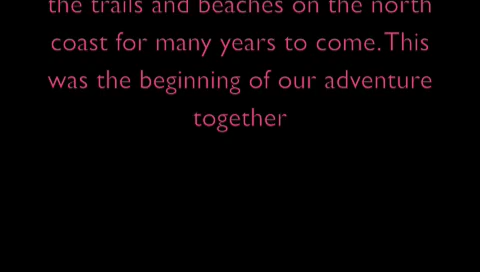 the trails and beaches on the north
coast for many years to come. This
was the beginning of our adventure
together